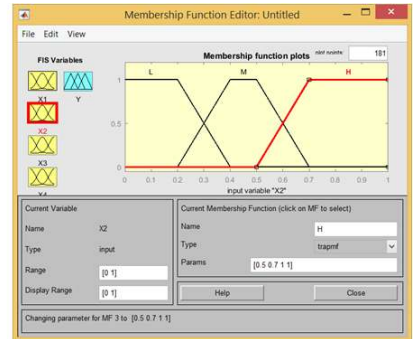 Membership Function Editor: Untitled
File Edit View
FIS Variables
Membership function plots
plot points
181
X1
Y
X2
X3
X4
L
M
H
1
0.5
0
0 0.1 0.2 0.3 0.4 0.5 0.6 0.7 0.8 0.9 1
input variable "X2"
Current Variable
Name X2
Type input
Range [0 1]
Display Range [0 1]
Current Membership Function (click on MF to select)
Name H
Type trapmf
Params [0.5 0.7 1 1]
Help
Close
Changing parameter for MF 3 to [0.5 0.7 1 1]